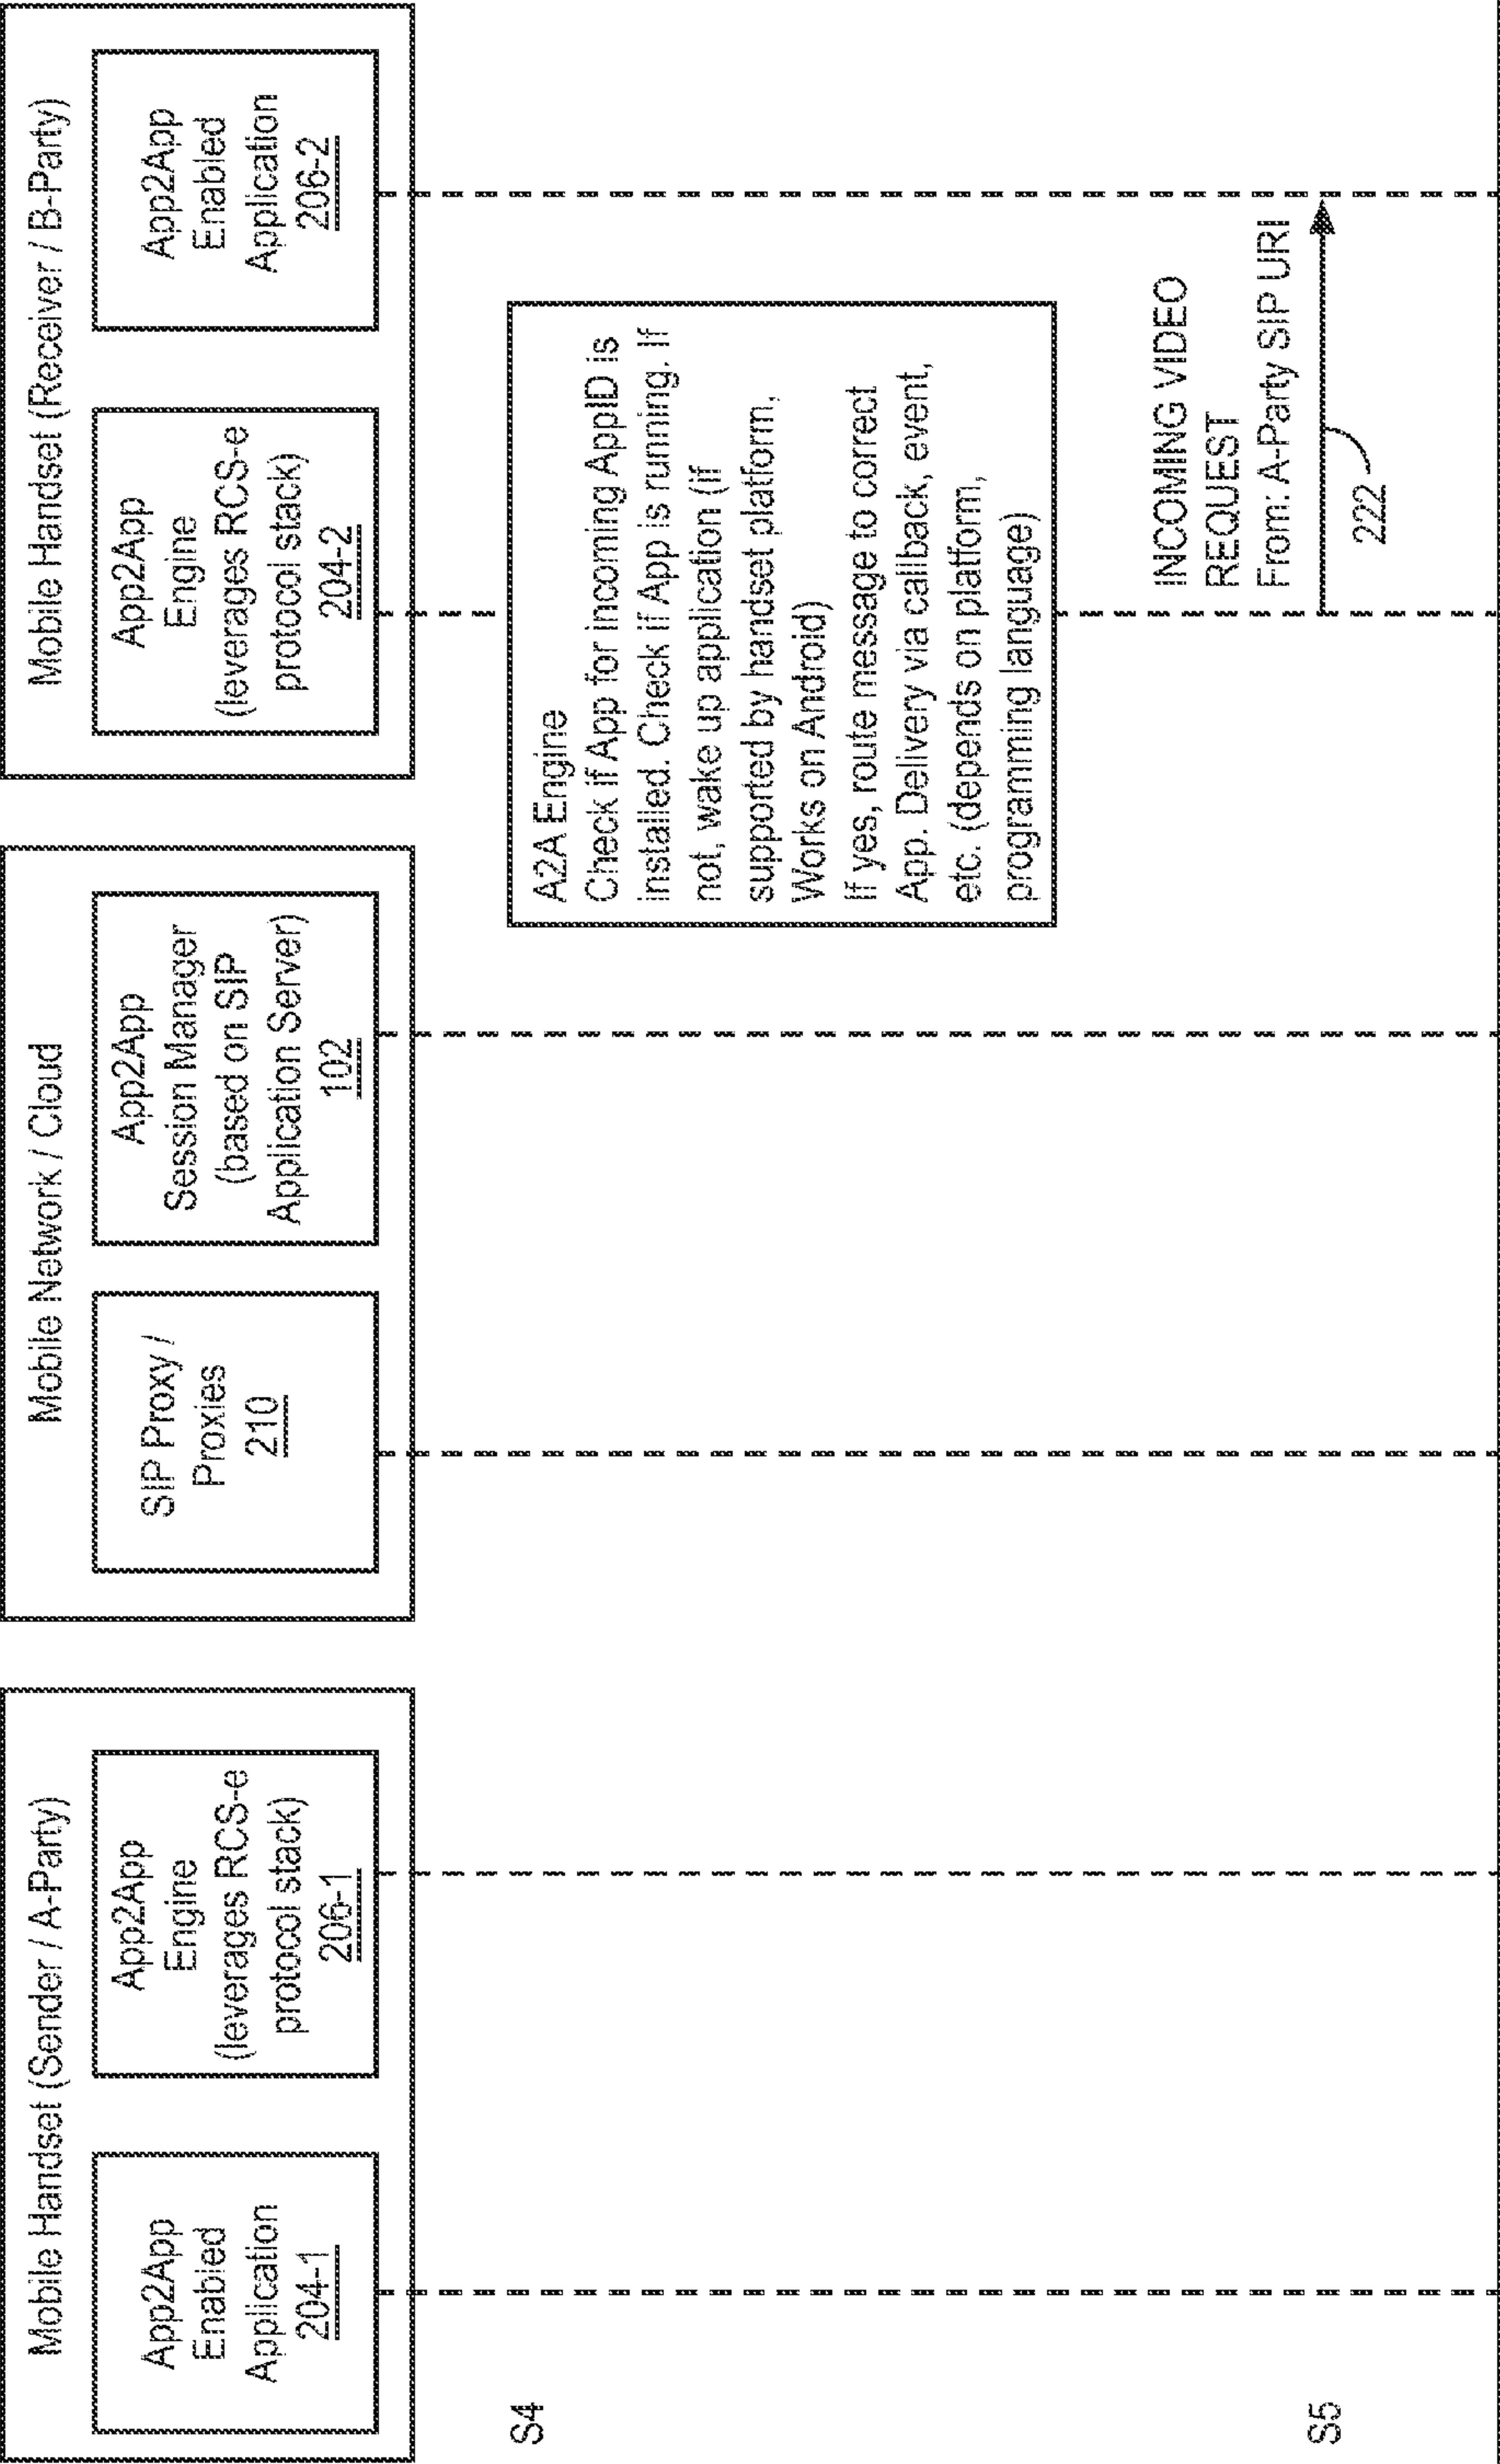 Mobile Handset (Sender / A-Party)
App2App
Enabled
Application
204-1
App2App
Engine
(leverages RCS-e
protocol stack)
206-1
Mobile Network / Cloud
SIP Proxy /
Proxies
210
App2App
Session Manager
(based on SIP
Application Server)
102
Mobile Handset (Receiver / B-Party)
App2App
Engine
(leverages RCS-e
protocol stack)
204-2
App2App
Enabled
Application
206-2
S4
A2A Engine
Check if App for incoming AppID is
installed. Check if App is running. If
not, wake up application (if
supported by handset platform,
Works on Android)
If yes, route message to correct
App. Delivery via callback, event,
etc. (depends on platform,
programming language)
S5
INCOMING VIDEO
REQUEST
From: A-Party SIP URI
222